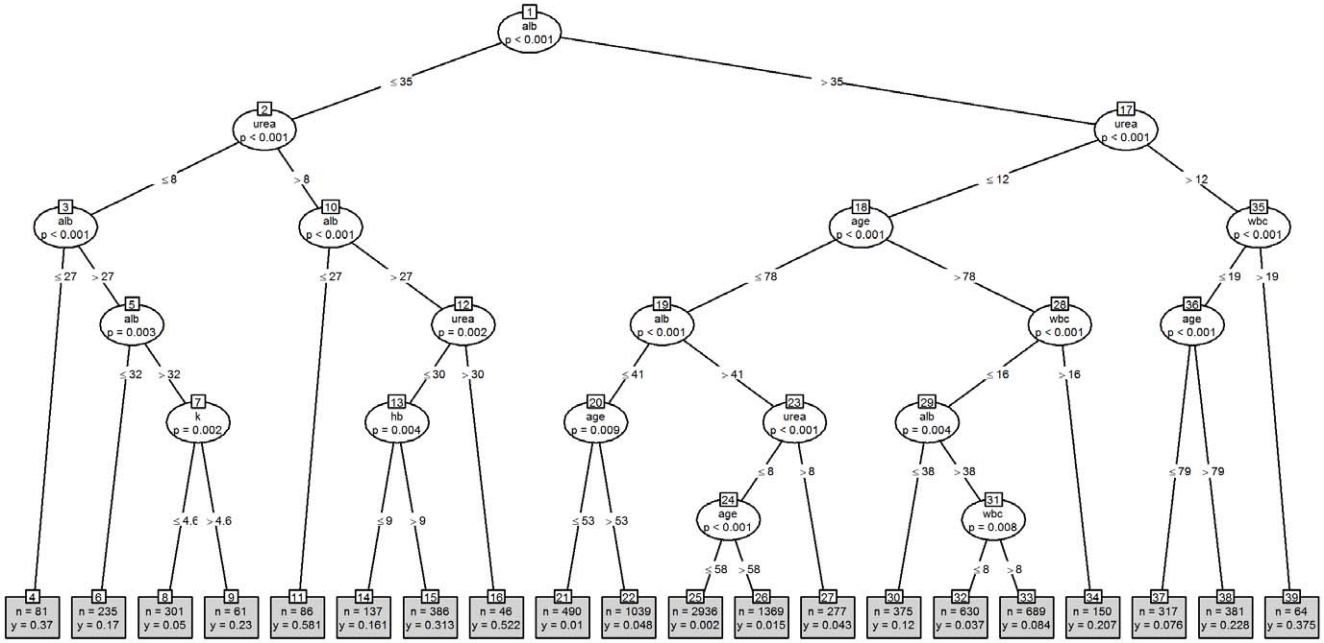 1
alb
p < 0.001
≤ 35
> 35
2
urea
p < 0.001
17
urea
p < 0.001
≤ 8
> 8
≤ 12
> 12
3
alb
p < 0.001
10
alb
p < 0.001
18
age
p < 0.001
35
wbc
p < 0.001
≤ 27
> 27
≤ 27
> 27
≤ 78
> 78
≤ 19
> 19
5
alb
p = 0.003
12
urea
p = 0.002
19
alb
p < 0.001
28
wbc
p < 0.001
36
age
p < 0.001
≤ 32
> 32
≤ 30
> 30
≤ 41
> 41
≤ 16
> 16
7
k
p = 0.002
13
hb
p = 0.004
20
age
p = 0.009
23
urea
p < 0.001
29
alb
p = 0.004
≤ 8
> 8
≤ 38
> 38
≤ 79
> 79
24
age
p < 0.001
31
wbc
p = 0.008
≤ 4.6
> 4.6
≤ 9
> 9
≤ 53
> 53
≤ 58
> 58
≤ 8
> 8
4
n = 81
y = 0.37
6
n = 235
y = 0.17
8
n = 301
y = 0.05
9
n = 61
y = 0.23
11
n = 86
y = 0.581
14
n = 137
y = 0.161
15
n = 386
y = 0.313
16
n = 46
y = 0.522
21
n = 490
y = 0.01
22
n = 1039
y = 0.048
25
n = 2936
y = 0.002
26
n = 1369
y = 0.015
27
n = 277
y = 0.043
30
n = 375
y = 0.12
32
n = 630
y = 0.037
33
n = 689
y = 0.084
34
n = 150
y = 0.207
37
n = 317
y = 0.076
38
n = 381
y = 0.228
39
n = 64
y = 0.375